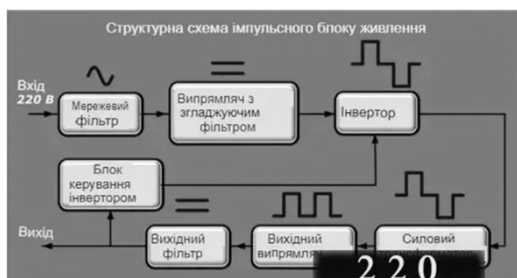 Структурна схема імпульсного блоку живлення
Вхід
220 В
Мережевий
фільтр
Випрямляч з
згладжуючим
фільтром
Інвертор
Блок
керування
інвертором
Вихід
Вихідний
фільтр
Вихідний
Силовий
220